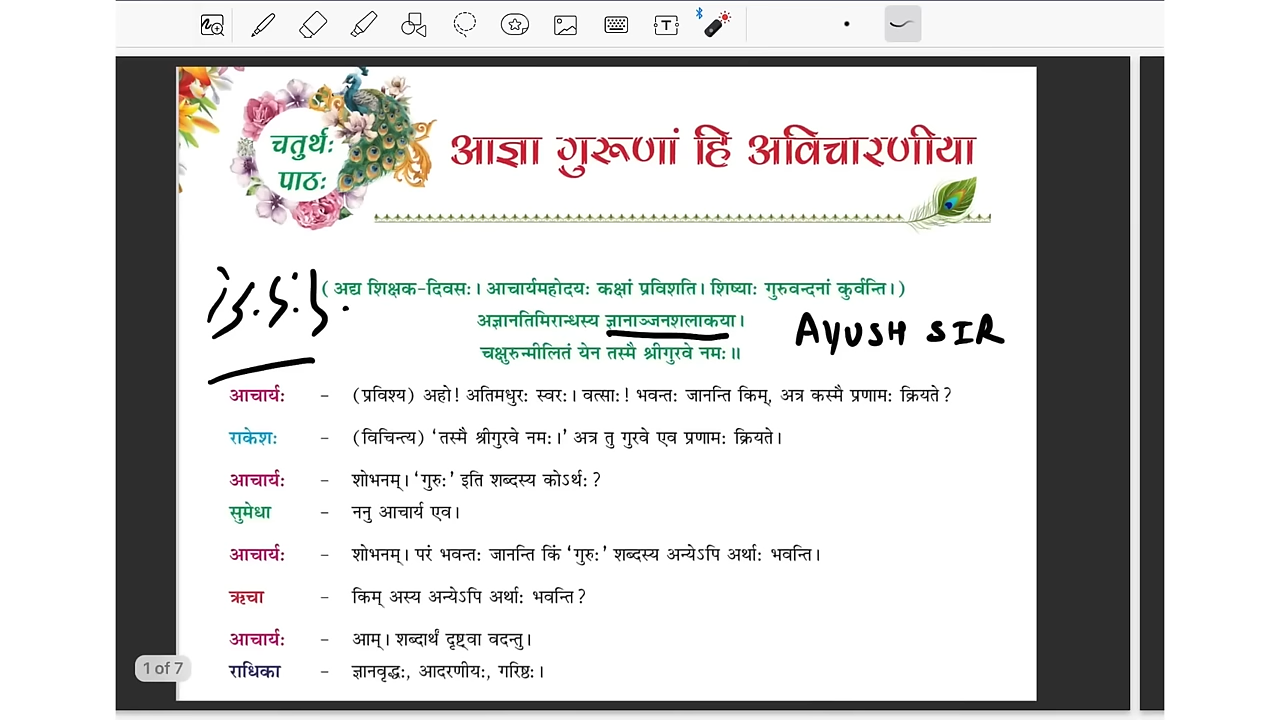 चतुर्थः
पाठः
आज्ञा गुरूणां हि अविचारणीया
(अद्य शिक्षक-दिवसः। आचार्यमहोदयः कक्षां प्रविशति। शिष्याः गुरुवन्दनां कुर्वन्ति।)
अज्ञानतिमिरान्धस्य ज्ञानाञ्जनशलाकया।
AYUSH SIR
चक्षुरुन्मीलितं येन तस्मै श्रीगुरवे नमः॥
आचार्यः – (प्रविश्य) अहो! अतिमधुरः स्वरः। वत्साः! भवन्तः जानन्ति किम्, अत्र कस्मै प्रणामः क्रियते?
राकेशः – (विचिन्त्य) ‘तस्मै श्रीगुरवे नमः।’ अत्र तु गुरवे एव प्रणामः क्रियते।
आचार्यः – शोभनम्। ‘गुरुः’ इति शब्दस्य कोऽर्थः?
सुमेधा – ननु आचार्य एव।
आचार्यः – शोभनम्। परं भवन्तः जानन्ति किं ‘गुरुः’ शब्दस्य अन्येऽपि अर्थाः भवन्ति।
ऋचा – किम् अस्य अन्येऽपि अर्थाः भवन्ति?
आचार्यः – आम्। शब्दार्थं दृष्ट्वा वदन्तु।
राधिका – ज्ञानवृद्धः, आदरणीयः, गरिष्ठः।
1 of 7